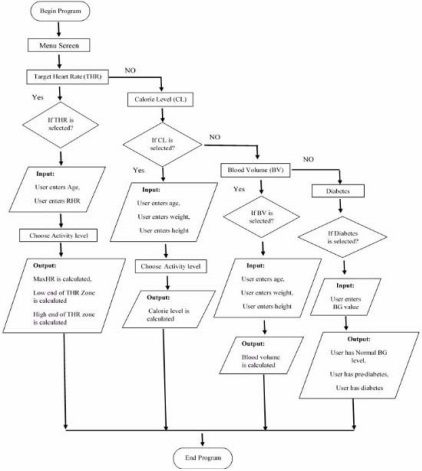 Begin Program
Menu Screen
Target Heart Rate (THR)
NO
Yes
Calorie Level (CL)
If THR is
selected?
If CL is
selected?
NO
Blood Volume (BV)
NO
Yes
Yes
Diabetes
Input:
User enters Age,
User enters RHR
Input:
User enters age,
User enters weight,
User enters height
If BV is
selected?
If Diabetes
is selected?
Choose Activity level
Choose Activity level
Input:
User enters age,
User enters weight,
User enters height
Input:
User enters
BG value
Output:
MaxHR is calculated,
Low end of THR Zone
is calculated
High end of THR zone
is calculated
Output:
Calorie level is
calculated
Output:
Blood volume
is calculated
Output:
User has Normal BG
level,
User has pre-diabetes,
User has diabetes
End Program